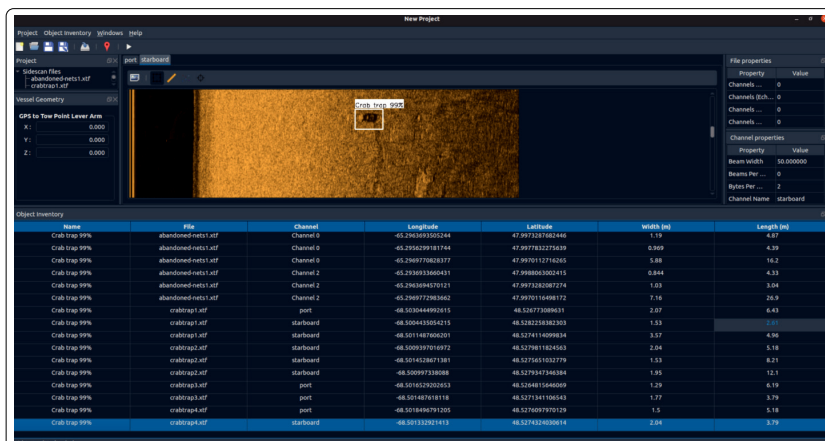 New Project
Project Object Inventory Windows Help
Project
Sidescan files
abandoned-nets1.xtf
crabtrap1.xtf
Vessel Geometry
GPS to Tow Point Lever Arm
X: 0.000
Y: 0.000
Z: 0.000
port starboard
Crab trap 99%
File properties
Property Value
Channels ... 0
Channels (Ech... 0
Channels ... 0
Channels ... 0
Channel properties
Property Value
Beam Width 50.000000
Beams Per ... 0
Bytes Per ... 2
Channel Name starboard
Object Inventory
Name File Channel Longitude Latitude Width (m) Length (m)
Crab trap 99% abandoned-nets1.xtf Channel 0 -65.2963693505244 47.9973287682446 1.19 4.87
Crab trap 99% abandoned-nets1.xtf Channel 0 -65.2956299181744 47.9977832275639 0.969 4.39
Crab trap 99% abandoned-nets1.xtf Channel 0 -65.2969770828377 47.9970112716265 5.88 16.2
Crab trap 99% abandoned-nets1.xtf Channel 2 -65.2936933660431 47.9988063002415 0.844 4.33
Crab trap 99% abandoned-nets1.xtf Channel 2 -65.2963694570121 47.9973282087274 1.03 3.04
Crab trap 99% abandoned-nets1.xtf Channel 2 -65.2969772983662 47.9970116498172 7.16 26.9
Crab trap 99% crabtrap1.xtf port -68.5030444992615 48.526773089631 2.07 6.43
Crab trap 99% crabtrap1.xtf starboard -68.5004435054215 48.5282258382303 1.53
Crab trap 99% crabtrap1.xtf starboard -68.5011487606201 48.5274114099834 3.57 4.96
Crab trap 99% crabtrap2.xtf starboard -68.5009397016972 48.5279811824563 2.04 5.18
Crab trap 99% crabtrap2.xtf starboard -68.5014528671381 48.5275651032779 1.53 8.21
Crab trap 99% crabtrap2.xtf starboard -68.500997338088 48.5279347346384 1.95 12.1
Crab trap 99% crabtrap3.xtf port -68.5016529202653 48.5264815646069 1.29 6.19
Crab trap 99% crabtrap3.xtf port -68.501487618118 48.5271341106543 1.77 3.79
Crab trap 99% crabtrap4.xtf port -68.5018496791205 48.5276097970129 1.5 5.18
Crab trap 99% crabtrap4.xtf starboard -68.501332921413 48.5274324030614 2.04 3.79